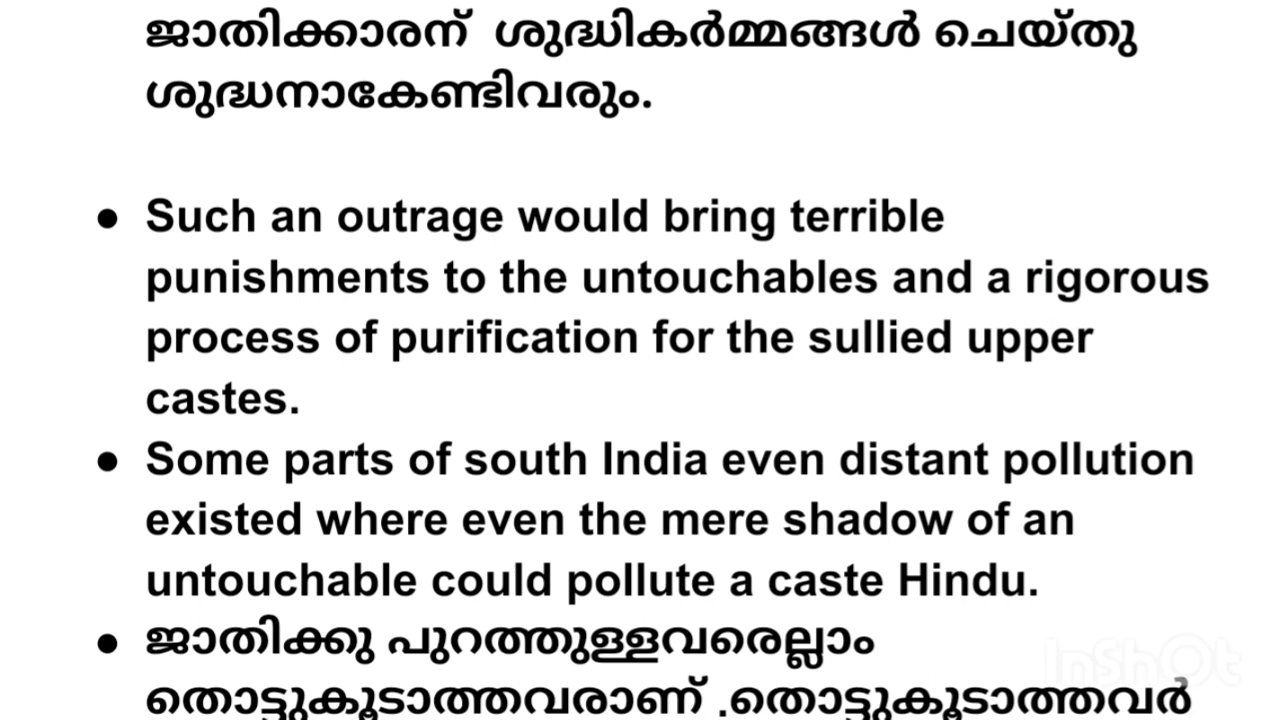 ജാതിക്കാരന് ശുദ്ധികർമ്മങ്ങൾ ചെയ്തു
ശുദ്ധനാകേണ്ടിവരും.
● Such an outrage would bring terrible
punishments to the untouchables and a rigorous
process of purification for the sullied upper
castes.
● Some parts of south India even distant pollution
existed where even the mere shadow of an
untouchable could pollute a caste Hindu.
● ജാതിക്കു പുറത്തുള്ളവരെല്ലാം
തൊട്ടുകൂടാത്തവരാണ് .തൊട്ടുകൂടാത്തവർ
InShOt